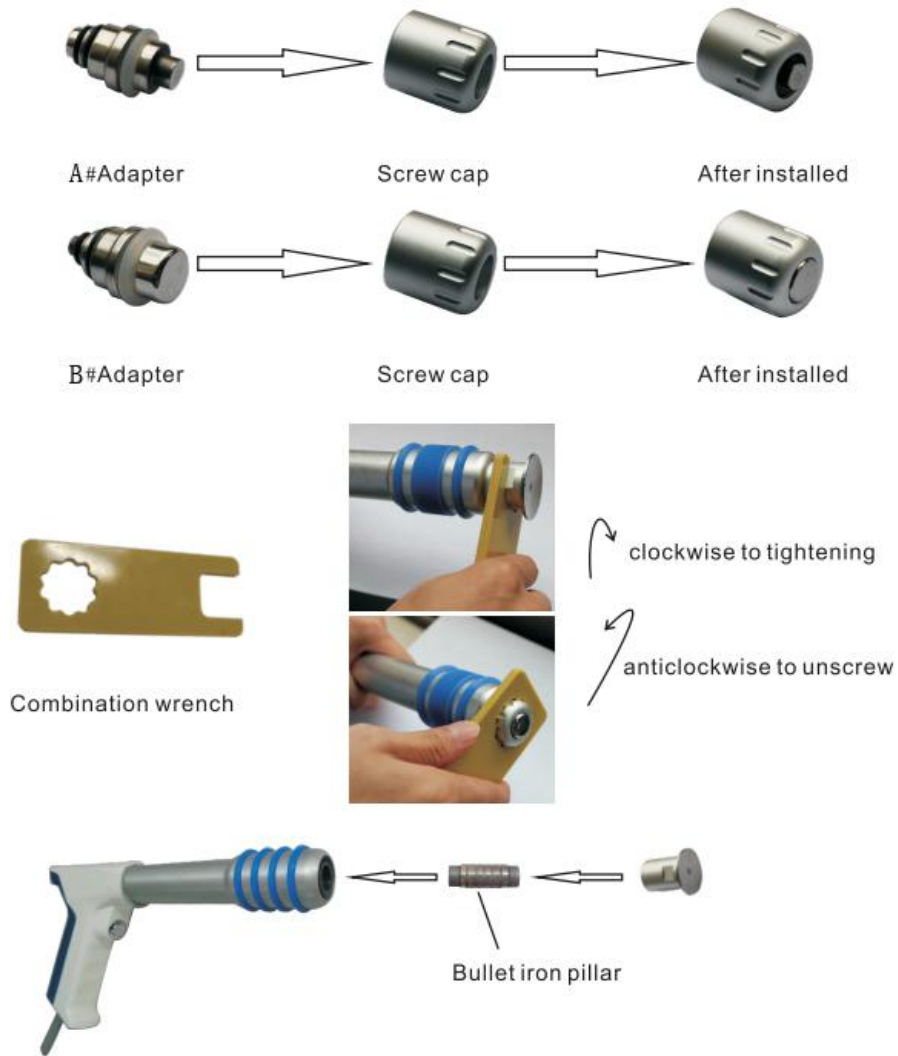 A#Adapter
Screw cap
After installed
B#Adapter
Screw cap
After installed
clockwise to tightening
anticlockwise to unscrew
Combination wrench
Bullet iron pillar